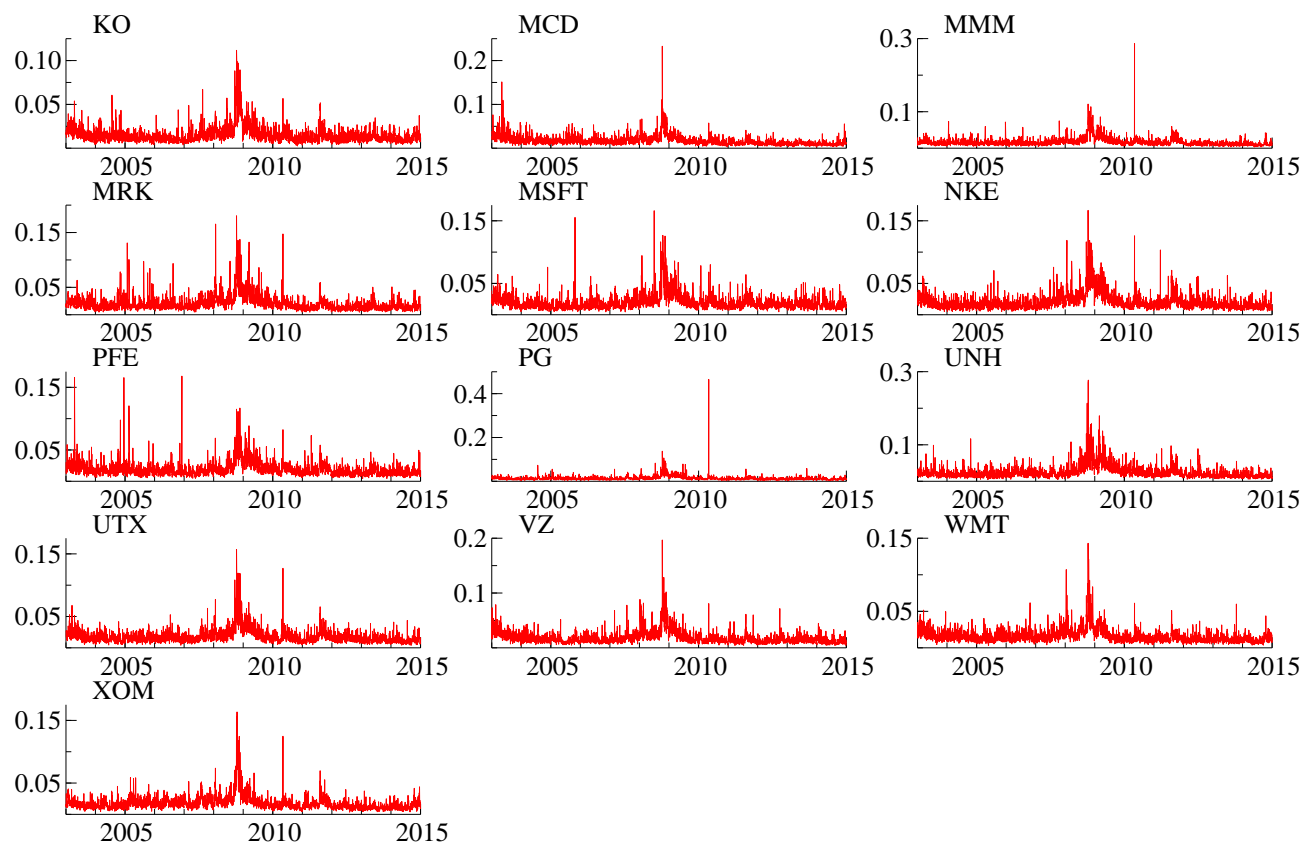 KO MCD MMM
0.10 0.2 0.3
0.05 0.1 0.1
2005 2010 2015 2005 2010 2015 2005 2010 2015
MRK MSFT NKE
0.15 0.15 0.15
0.05 0.05 0.05
2005 2010 2015 2005 2010 2015 2005 2010 2015
PFE PG UNH
0.15 0.4 0.3
0.05 0.2 0.1
2005 2010 2015 2005 2010 2015 2005 2010 2015
UTX VZ WMT
0.15 0.2 0.15
0.05 0.1 0.05
2005 2010 2015 2005 2010 2015 2005 2010 2015
XOM
0.15
0.05
2005 2010 2015